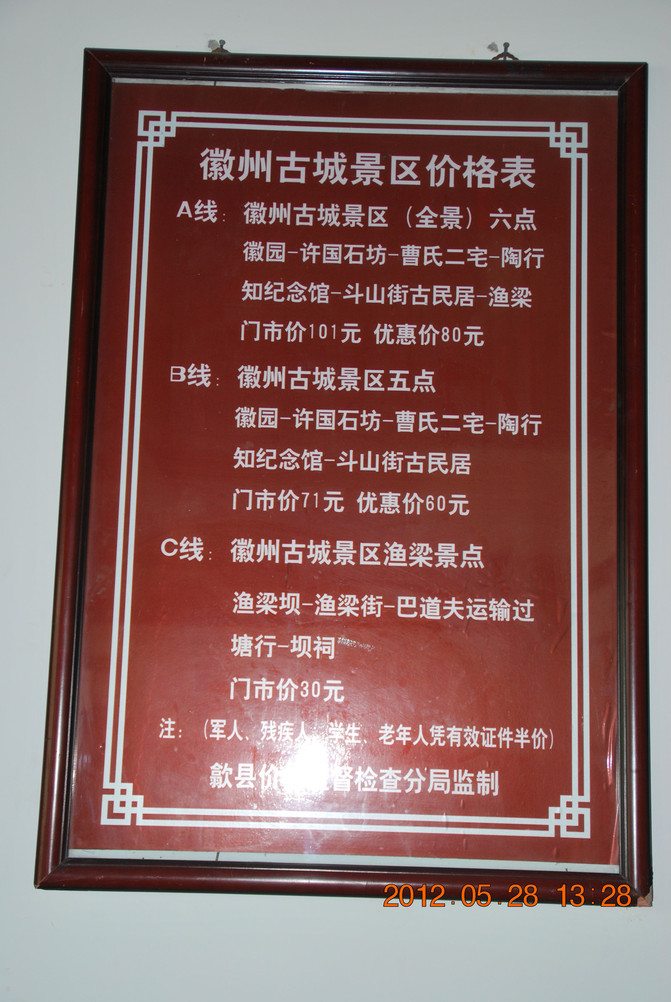 徽州古城景区价格表
A线：徽州古城景区（全景）六点
徽园-许国石坊-曹氏二宅-陶行
知纪念馆-斗山街古民居-渔梁
门市价101元 优惠价80元
B线：徽州古城景区五点
徽园-许国石坊-曹氏二宅-陶行
知纪念馆-斗山街古民居
门市价71元 优惠价60元
C线：徽州古城景区渔梁景点
渔梁坝-渔梁街-巴道夫运输过
塘行-坝祠
门市价30元
注：（军人、残疾人、学生、老年人凭有效证件半价）
歙县价 督检查分局监制
2012.05.28 13:28